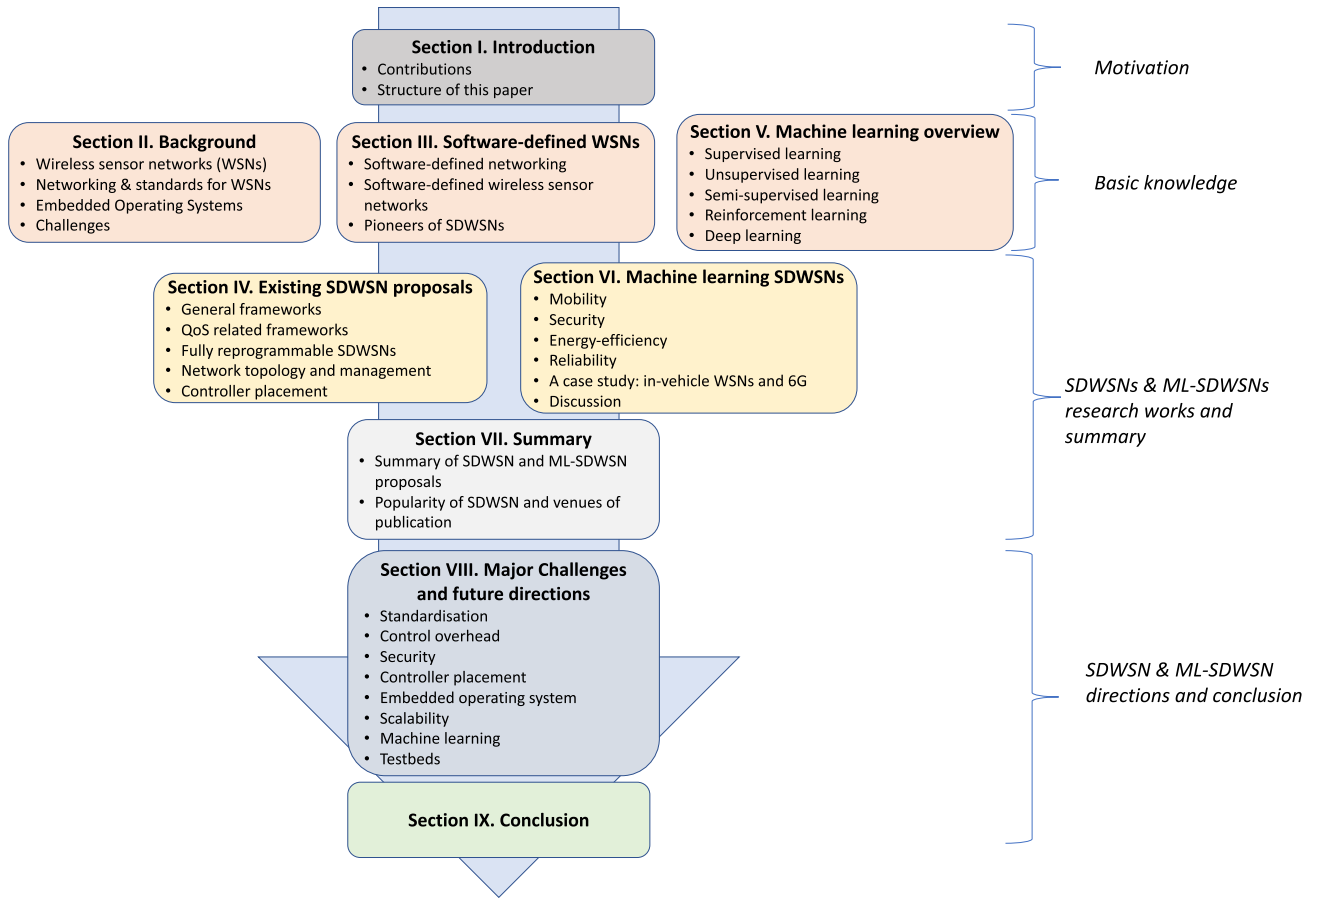 Section I. Introduction
• Contributions
• Structure of this paper
Motivation
Section II. Background
• Wireless sensor networks (WSNs)
• Networking & standards for WSNs
• Embedded Operating Systems
• Challenges
Section III. Software-defined WSNs
• Software-defined networking
• Software-defined wireless sensor
networks
• Pioneers of SDWSNs
Section V. Machine learning overview
• Supervised learning
• Unsupervised learning
• Semi-supervised learning
• Reinforcement learning
• Deep learning
Basic knowledge
Section IV. Existing SDWSN proposals
• General frameworks
• QoS related frameworks
• Fully reprogrammable SDWSNs
• Network topology and management
• Controller placement
Section VI. Machine learning SDWSNs
• Mobility
• Security
• Energy-efficiency
• Reliability
• A case study: in-vehicle WSNs and 6G
• Discussion
Section VII. Summary
• Summary of SDWSN and ML-SDWSN
proposals
• Popularity of SDWSN and venues of
publication
SDWSNs & ML-SDWSNs
research works and
summary
Section VIII. Major Challenges
and future directions
• Standardisation
• Control overhead
• Security
• Controller placement
• Embedded operating system
• Scalability
• Machine learning
• Testbeds
Section IX. Conclusion
SDWSN & ML-SDWSN
directions and conclusion